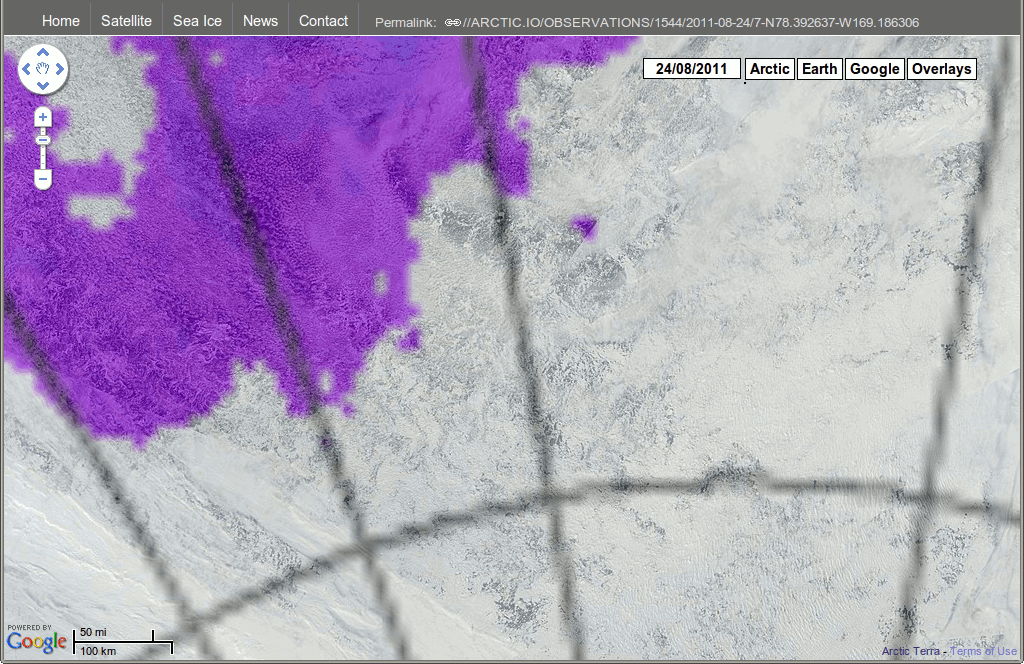 Home Satellite Sea Ice News Contact Permalink: //ARCTIC.IO/OBSERVATIONS/1544/2011-08-24/7-N78.392637-W169.186306
24/08/2011 Arctic Earth Google Overlays
POWERED BY
Google
50 mi
100 km
Arctic Terra - Terms of Use